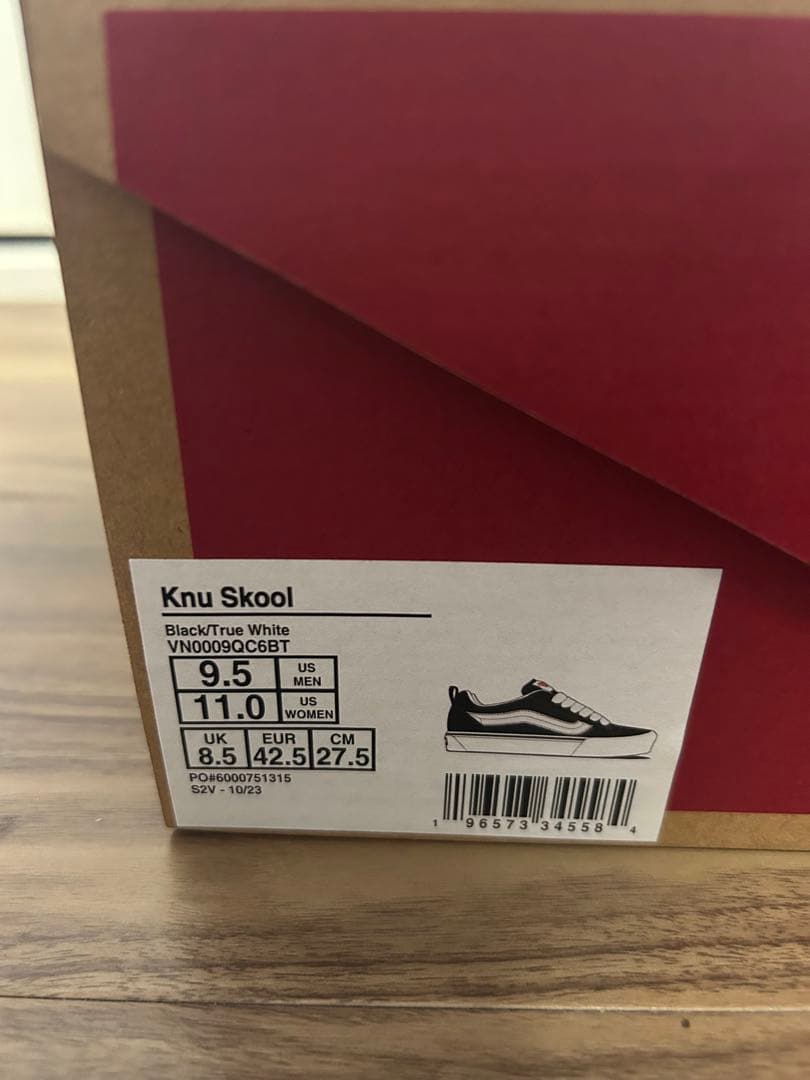 Knu Skool
Black/True White
VN0009QC6BT
9.5 US MEN
11.0 US WOMEN
UK EUR CM
8.5 42.5 27.5
PO#6000751315
S2V - 10/23
1 96573 34558 4